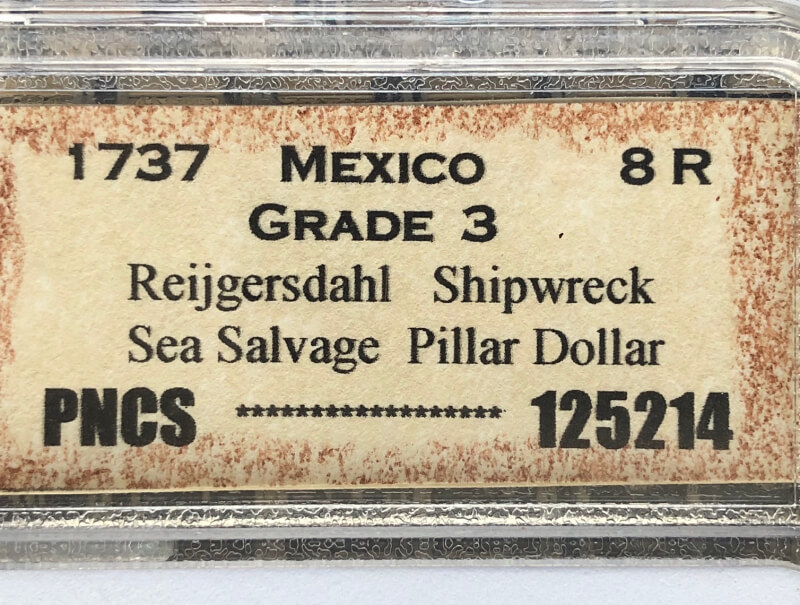 1737 MEXICO 8 R
GRADE 3
Reijgersdahl Shipwreck
Sea Salvage Pillar Dollar
PNCS ****************** 125214